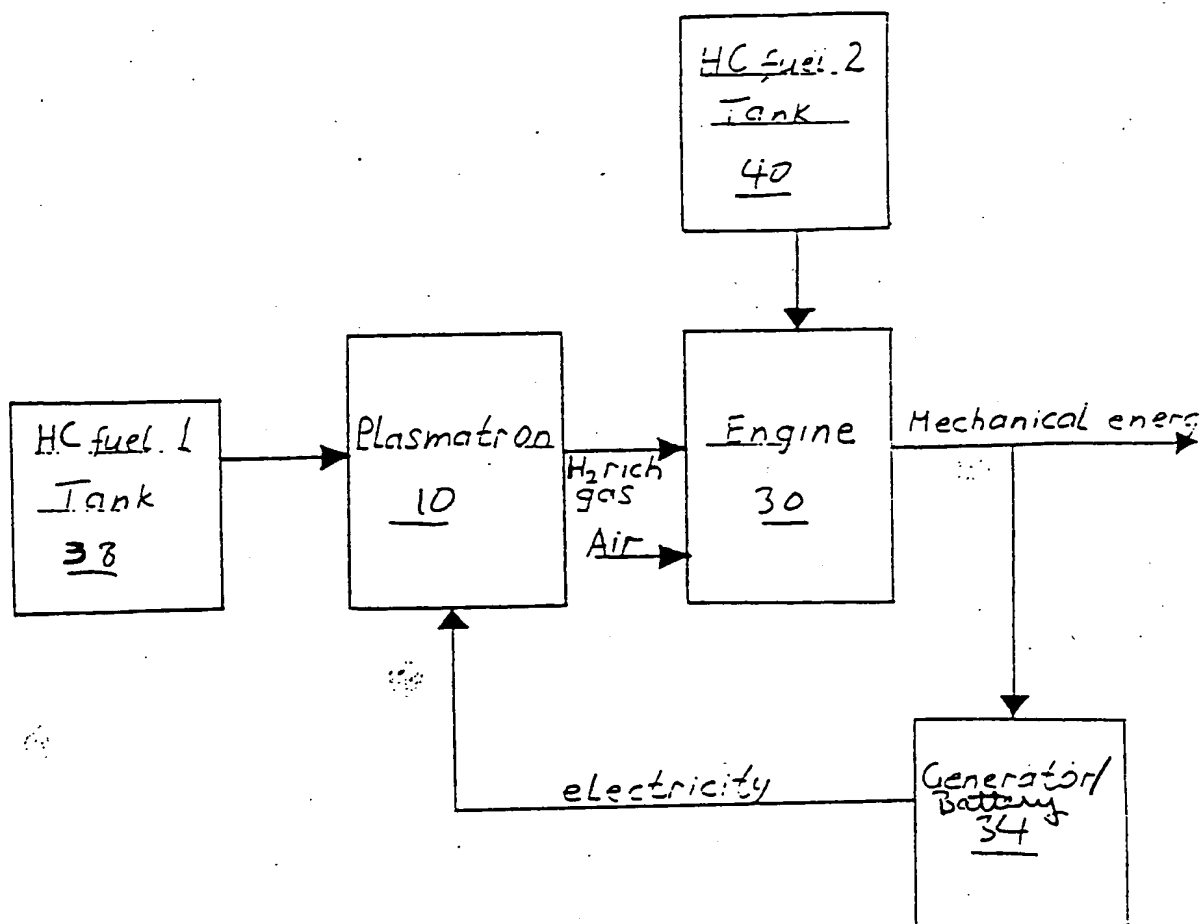 HC fuel 2
Tank
40
HC fuel 1
Tank
38
Plasmatron
10
H₂ rich
gas
Air
Engine
30
Mechanical energ
electricity
Generator/
Battery
34